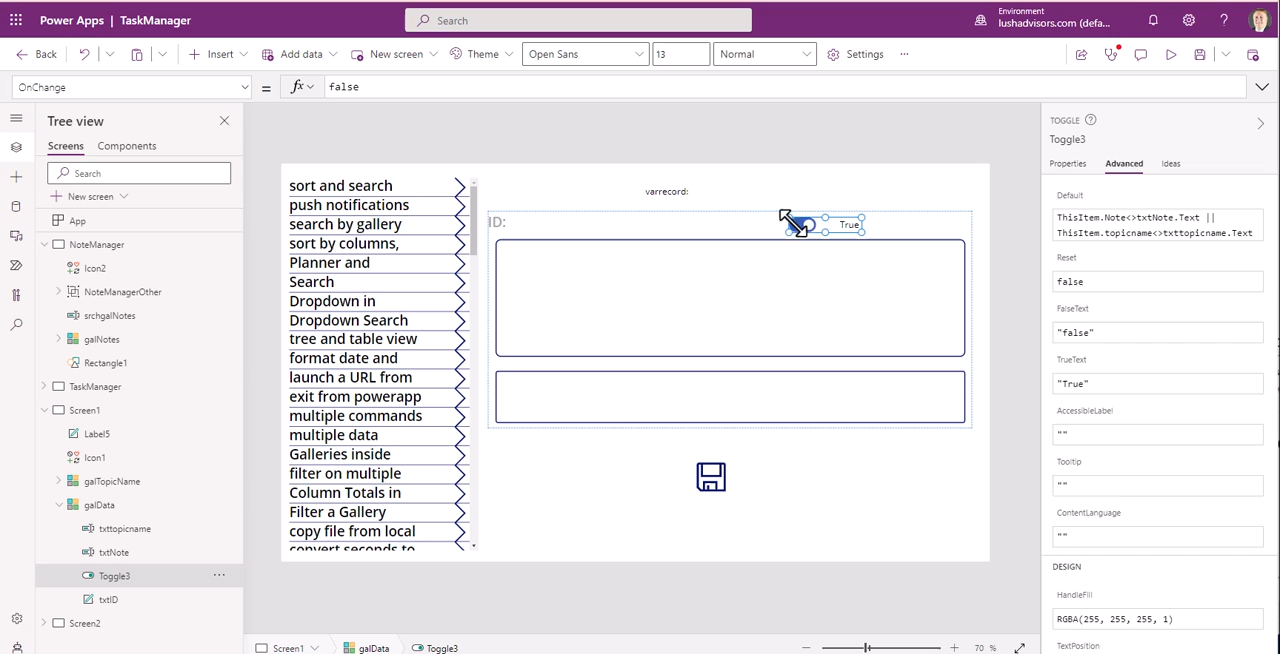 Power Apps | TaskManager
Search
Environment
lushadvisors.com (defa...
Back
Insert
Add data
New screen
Theme
Open Sans
13
Normal
Settings
OnChange
=
fx
false
Tree view
Screens
Components
Search
New screen
App
NoteManager
Icon2
NoteManagerOther
srchgalNotes
galNotes
Rectangle1
TaskManager
Screen1
Label5
Icon1
galTopicName
galData
txttopicname
txtNote
Toggle3
txtID
Screen2
sort and search
push notifications
search by gallery
sort by columns,
Planner and
Search
Dropdown in
Dropdown Search
tree and table view
format date and
launch a URL from
exit from powerapp
multiple commands
multiple data
Galleries inside
filter on multiple
Column Totals in
Filter a Gallery
copy file from local
convert seconds to
varrecord:
ID:
True
TOGGLE
Toggle3
Properties
Advanced
Ideas
Default
ThisItem.Note<>txtNote.Text ||
ThisItem.topicname<>txttopicname.Text
Reset
false
FalseText
"false"
TrueText
"True"
AccessibleLabel
""
Tooltip
""
ContentLanguage
""
DESIGN
HandleFill
RGBA(255, 255, 255, 1)
TextPosition
Screen1
galData
Toggle3
70 %